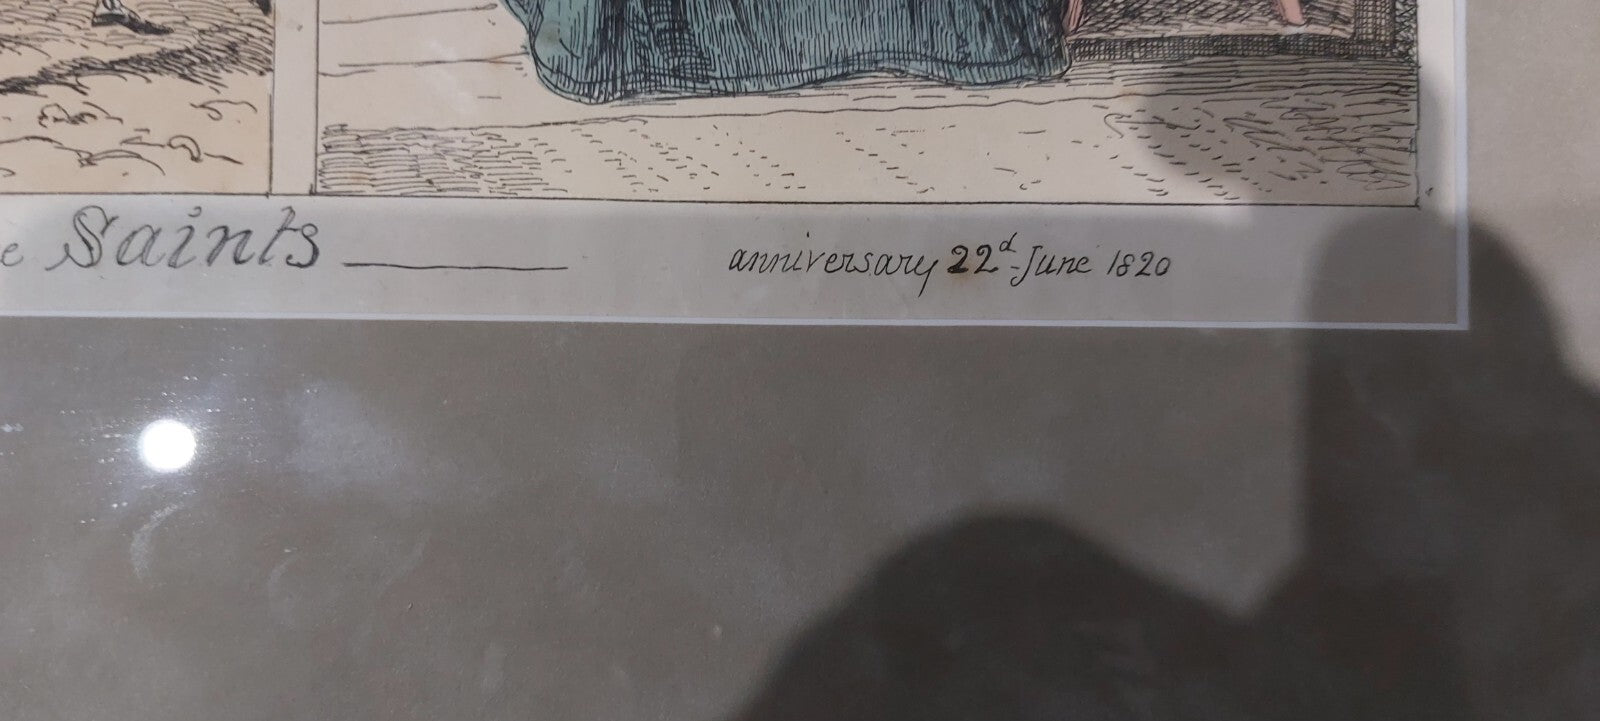 e Saints
anniversary 22d June 1820